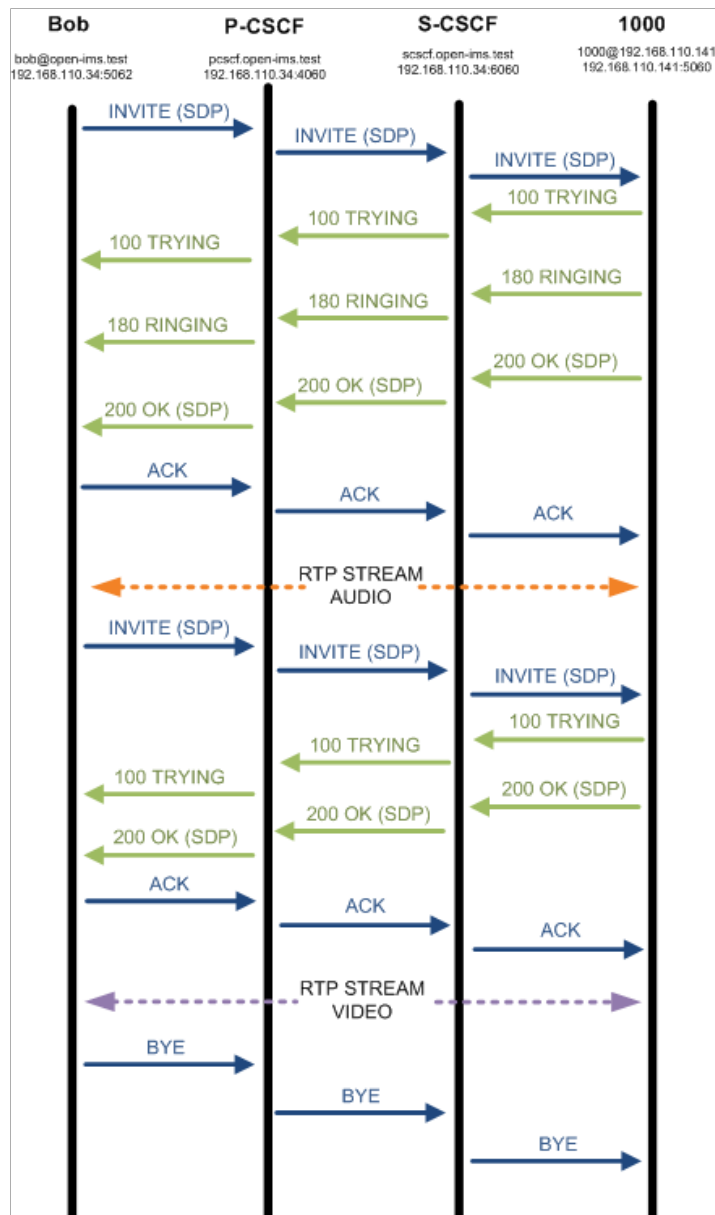 Bob
P-CSCF
S-CSCF
1000
bob@open-ims.test
192.168.110.34:5062
pcscf.open-ims.test
192.168.110.34:4060
scscf.open-ims.test
192.168.110.34:6060
1000@192.168.110.141
192.168.110.141:5060
INVITE (SDP)
INVITE (SDP)
INVITE (SDP)
100 TRYING
100 TRYING
100 TRYING
180 RINGING
180 RINGING
180 RINGING
200 OK (SDP)
200 OK (SDP)
200 OK (SDP)
ACK
ACK
ACK
RTP STREAM
AUDIO
INVITE (SDP)
INVITE (SDP)
INVITE (SDP)
100 TRYING
100 TRYING
100 TRYING
200 OK (SDP)
200 OK (SDP)
200 OK (SDP)
ACK
ACK
ACK
RTP STREAM
VIDEO
BYE
BYE
BYE